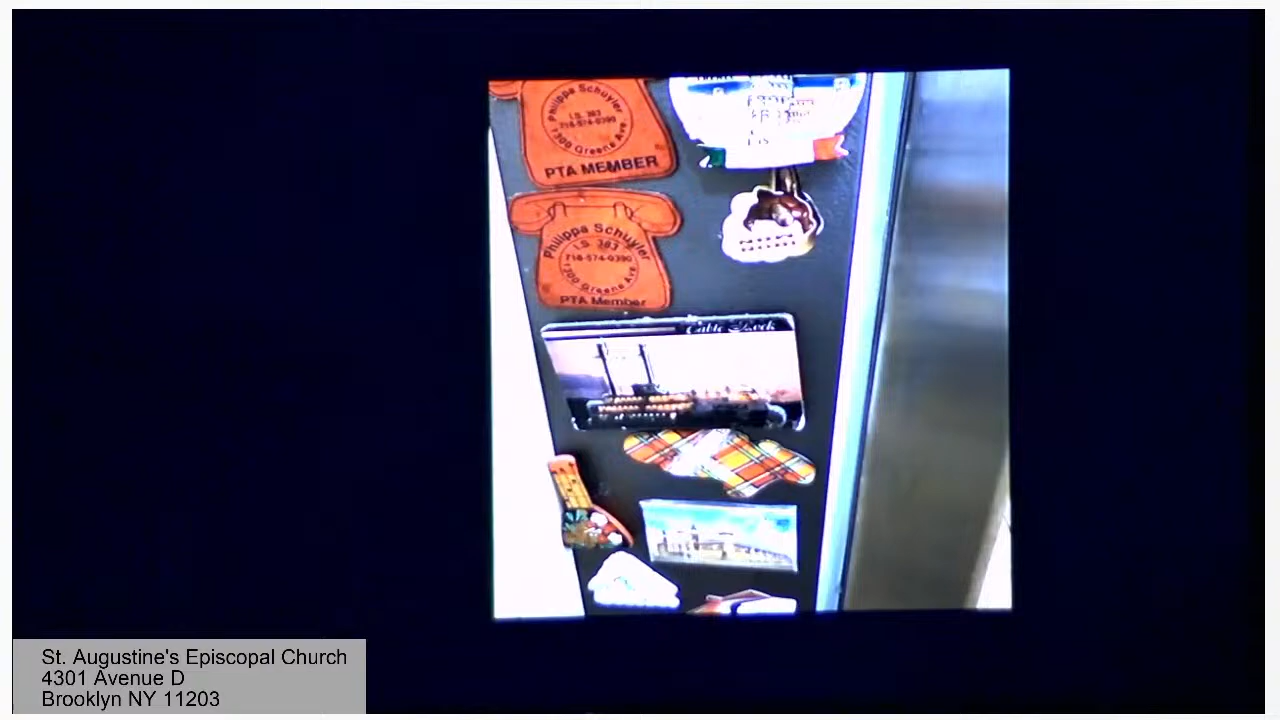 Philippa Schuyler
I.S. 383
718-574-0390
1300 Greene Ave.
PTA MEMBER
Philippa Schuyler
I.S. 383
718-574-0390
1300 Greene Ave.
PTA Member
St. Augustine's Episcopal Church
4301 Avenue D
Brooklyn NY 11203